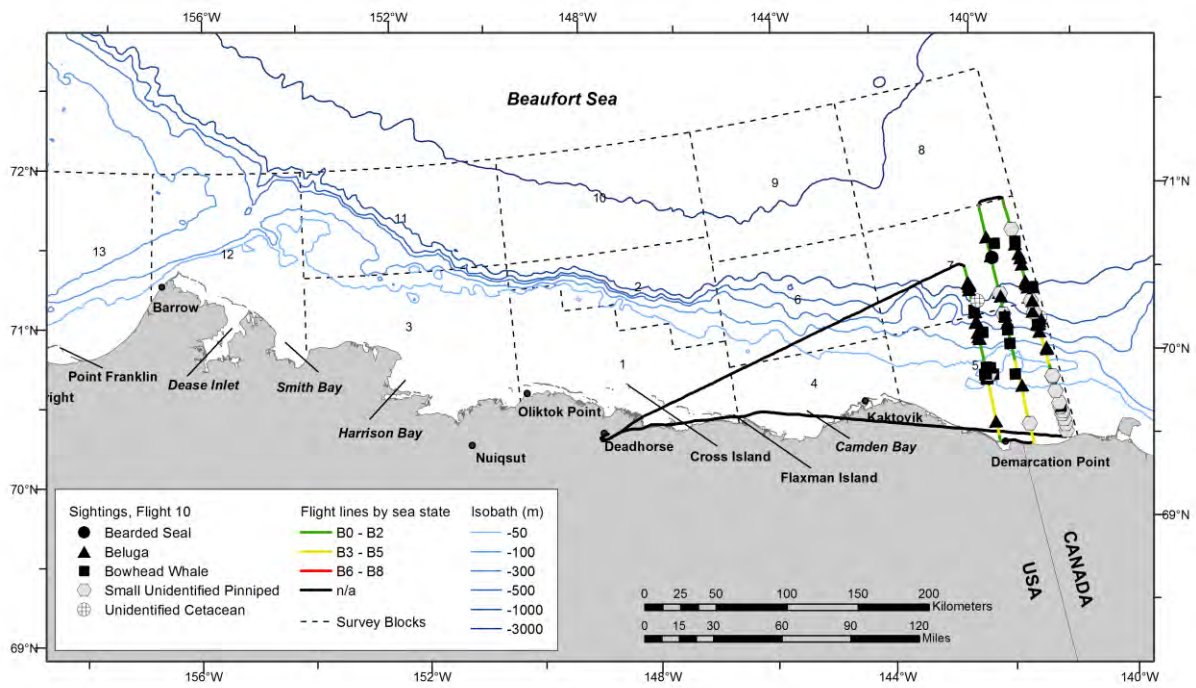 156°W 152°W 148°W 144°W 140°W
Beaufort Sea
8
72°N
71°N
9
10
11
13
12
7
Barrow
2
6
71°N
3
70°N
Point Franklin
1
5
Dease Inlet
Smith Bay
4
right
Oliktok Point
Kaktovik
Harrison Bay
Deadhorse
Camden Bay
Nuiqsut
Cross Island
Demarcation Point
Flaxman Island
70°N
69°N
Sightings, Flight 10
Bearded Seal
Beluga
Bowhead Whale
Small Unidentified Pinniped
Unidentified Cetacean
Flight lines by sea state
B0 - B2
B3 - B5
B6 - B8
n/a
Survey Blocks
Isobath (m)
-50
-100
-300
-500
-1000
-3000
USA
CANADA
0 25 50 100 150 200
Kilometers
0 15 30 60 90 120
Miles
69°N
156°W 154°W 152°W 150°W 148°W 146°W 144°W 142°W 140°W